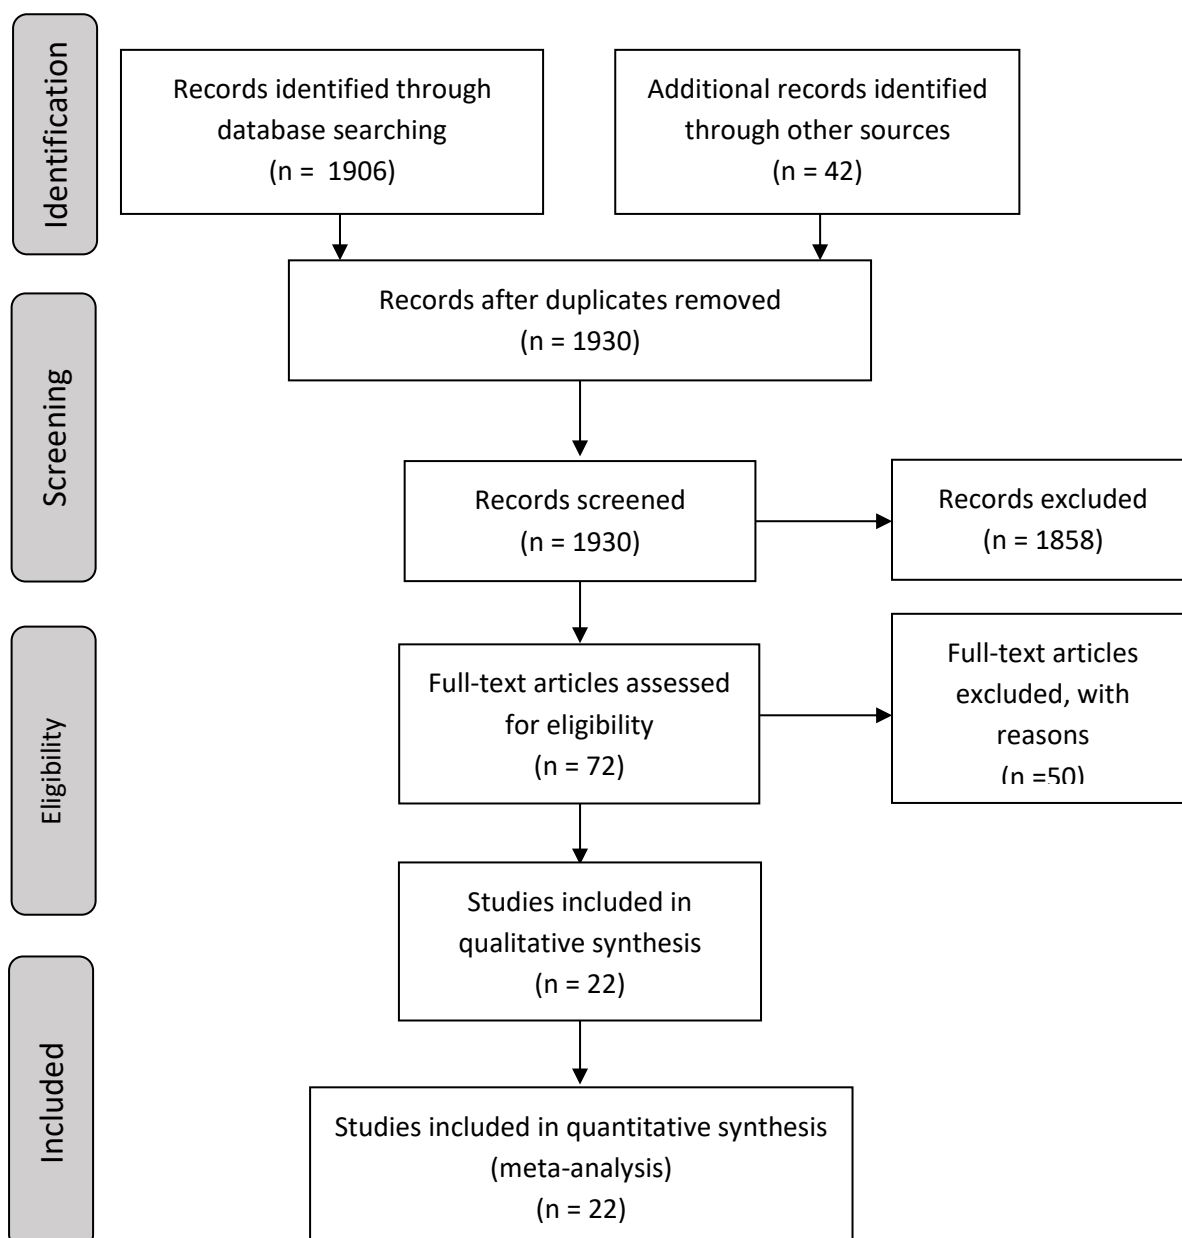 Identification
Records identified through
database searching
(n =  1906)
Additional records identified
through other sources
(n = 42)
Records after duplicates removed
(n = 1930)
Screening
Records screened
(n = 1930)
Records excluded
(n = 1858)
Eligibility
Full-text articles assessed
for eligibility
(n = 72)
Full-text articles
excluded, with
reasons
(n =50)
Studies included in
qualitative synthesis
(n = 22)
Included
Studies included in quantitative synthesis
(meta-analysis)
(n = 22)